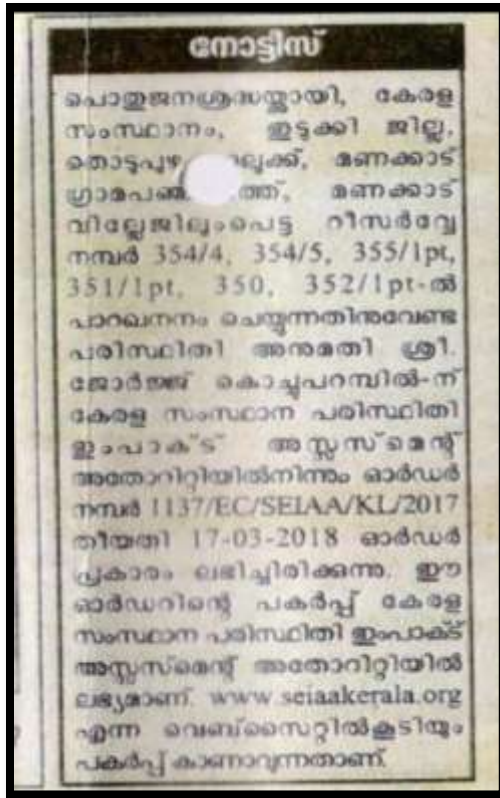 നോട്ടിസ്
പൊതുജനശ്രദ്ധയ്ക്കായി, കേരള
സംസ്ഥാനം, ഇടുക്കി ജില്ല,
തൊടുപുഴ മണക്കാട്
മണക്കാട്
വില്ലേജിലുംപെട്ട റീസർവ്വേ
നമ്പർ 354/4, 354/5, 355/1pt,
351/1pt, 350, 352/1pt-ൽ
പാറഖനനം ചെയ്യുന്നതിനുവേണ്ട
പരിസ്ഥിതി അനുമതി ശ്രീ.
ജോർജ്ജ് കൊച്ചുപറമ്പിൽ-ന്
കേരള സംസ്ഥാന പരിസ്ഥിതി
ഇംപാക്ട് അസ്സസ്മെന്റ്
അതോറിറ്റിയിൽനിന്നും ഓർഡർ
നമ്പർ 1137/EC/SEIAA/KL/2017
തീയതി 17-03-2018 ഓർഡർ
പ്രകാരം ലഭിച്ചിരിക്കുന്നു. ഈ
ഓർഡറിന്റെ പകർപ്പ് കേരള
സംസ്ഥാന പരിസ്ഥിതി ഇംപാക്ട്
അസ്സസ്മെന്റ് അതോറിറ്റിയിൽ
ലഭ്യമാണ്. www.seiaakerala.org
എന്ന വെബ്സൈറ്റിൽകൂടിയും
പകർപ്പ് കാണാവുന്നതാണ്.